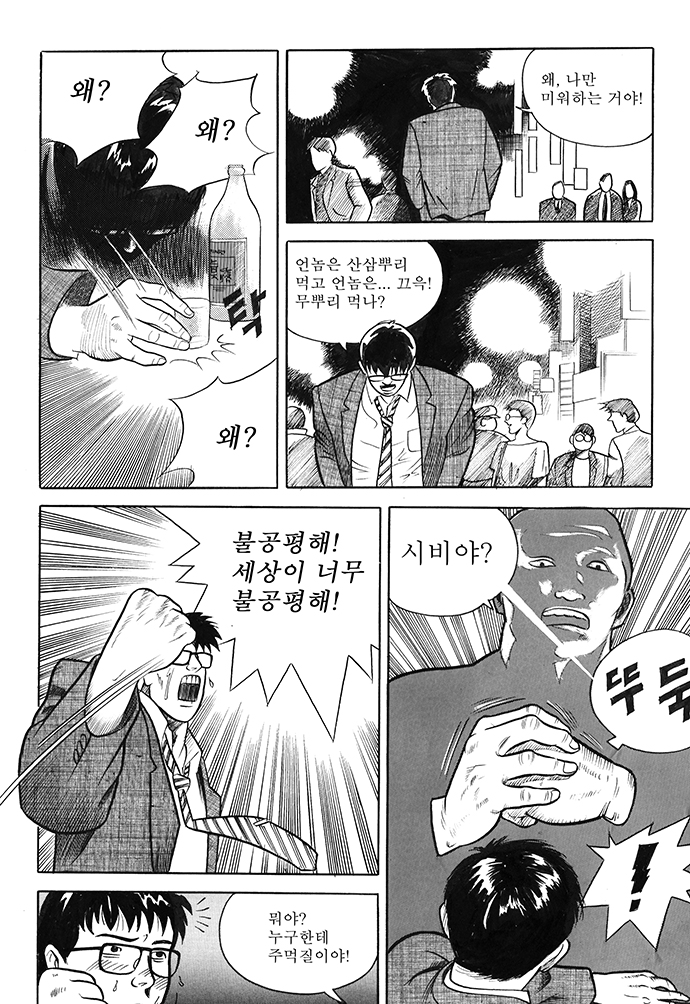 왜?
왜?
탁
왜?
왜, 나만
미워하는 거야!
언놈은 산삼뿌리
먹고 언놈은... 끄윽!
무뿌리 먹나?
불공평해!
세상이 너무
불공평해!
시비야?
뚜둑
!
뭐야?
누구한테
주먹질이야!